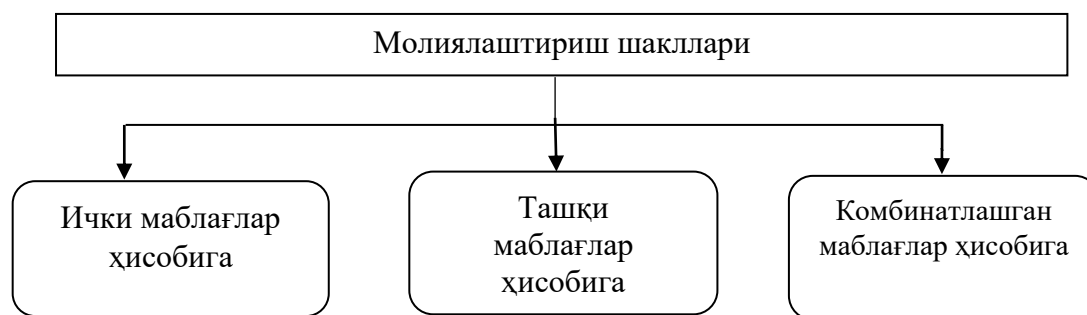 Молиялаштириш шакллари
Ички маблағлар
ҳисобига
Ташқи
маблағлар
ҳисобига
Комбинатлашган
маблағлар ҳисобига